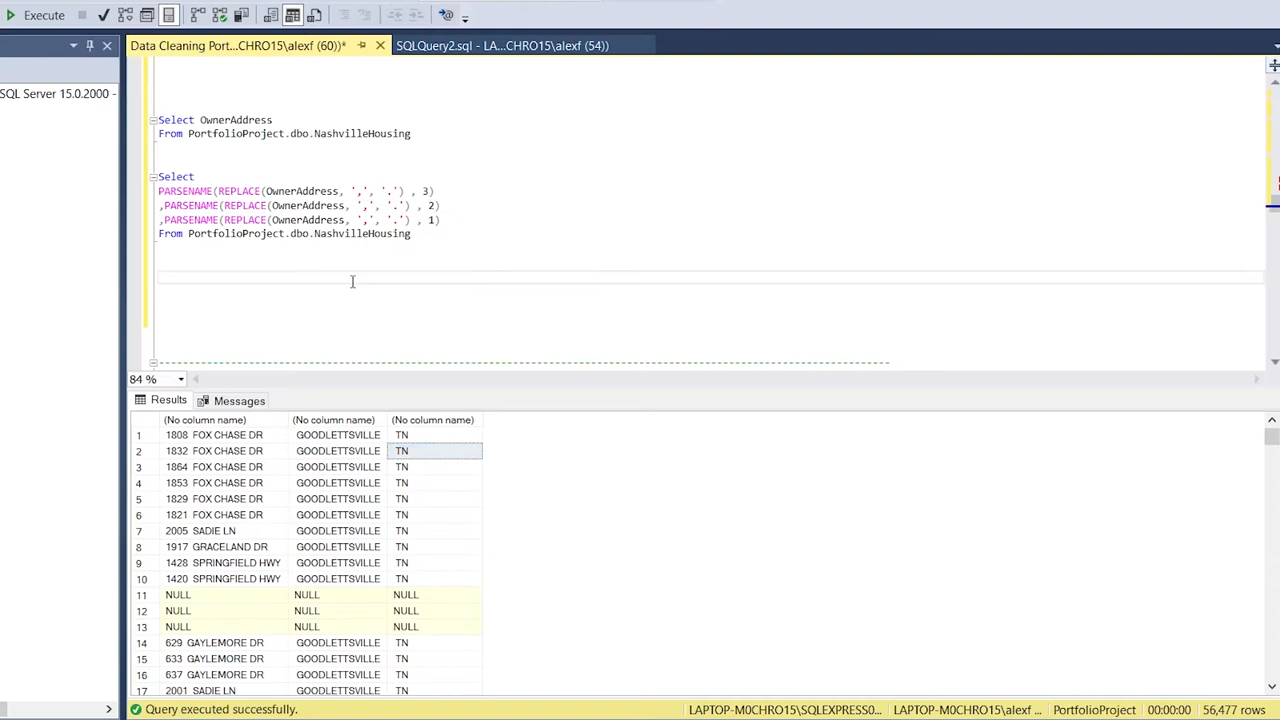 Execute
Data Cleaning Port...CHRO15\alexf (60))*
SQLQuery2.sql - LA...CHRO15\alexf (54))
SQL Server 15.0.2000 -
Select OwnerAddress
From PortfolioProject.dbo.NashvilleHousing
Select
PARSENAME(REPLACE(OwnerAddress, ',', '.') , 3)
,PARSENAME(REPLACE(OwnerAddress, ',', '.') , 2)
,PARSENAME(REPLACE(OwnerAddress, ',', '.') , 1)
From PortfolioProject.dbo.NashvilleHousing
84 %
Results Messages
(No column name) (No column name) (No column name)
1 1808 FOX CHASE DR GOODLETTSVILLE TN
2 1832 FOX CHASE DR GOODLETTSVILLE TN
3 1864 FOX CHASE DR GOODLETTSVILLE TN
4 1853 FOX CHASE DR GOODLETTSVILLE TN
5 1829 FOX CHASE DR GOODLETTSVILLE TN
6 1821 FOX CHASE DR GOODLETTSVILLE TN
7 2005 SADIE LN GOODLETTSVILLE TN
8 1917 GRACELAND DR GOODLETTSVILLE TN
9 1428 SPRINGFIELD HWY GOODLETTSVILLE TN
10 1420 SPRINGFIELD HWY GOODLETTSVILLE TN
11 NULL NULL NULL
12 NULL NULL NULL
13 NULL NULL NULL
14 629 GAYLEMORE DR GOODLETTSVILLE TN
15 633 GAYLEMORE DR GOODLETTSVILLE TN
16 637 GAYLEMORE DR GOODLETTSVILLE TN
17 2001 SADIE LN GOODLETTSVILLE TN
Query executed successfully. LAPTOP-M0CHRO15\SQLEXPRESS0... LAPTOP-M0CHRO15\alexf ... PortfolioProject 00:00:00 56,477 rows